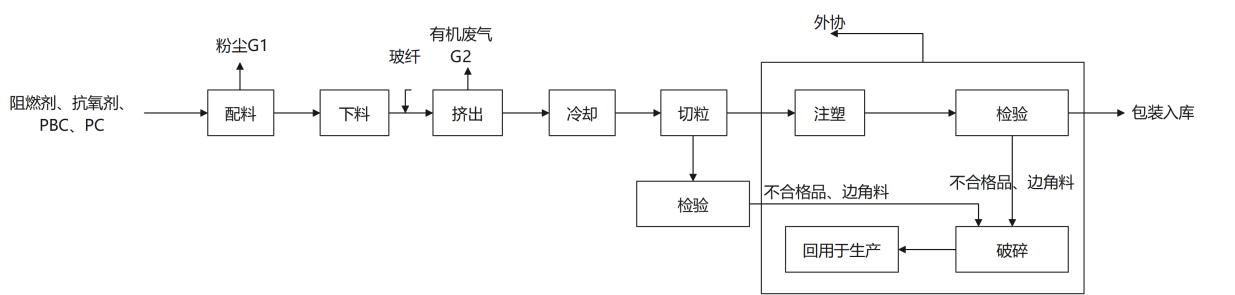 外协
粉尘G1
有机废气
G2
玻纤
阻燃剂、抗氧剂、
PBC、PC
配料
下料
挤出
冷却
切粒
注塑
检验
包装入库
检验
不合格品、边角料
不合格品、边角料
回用于生产
破碎